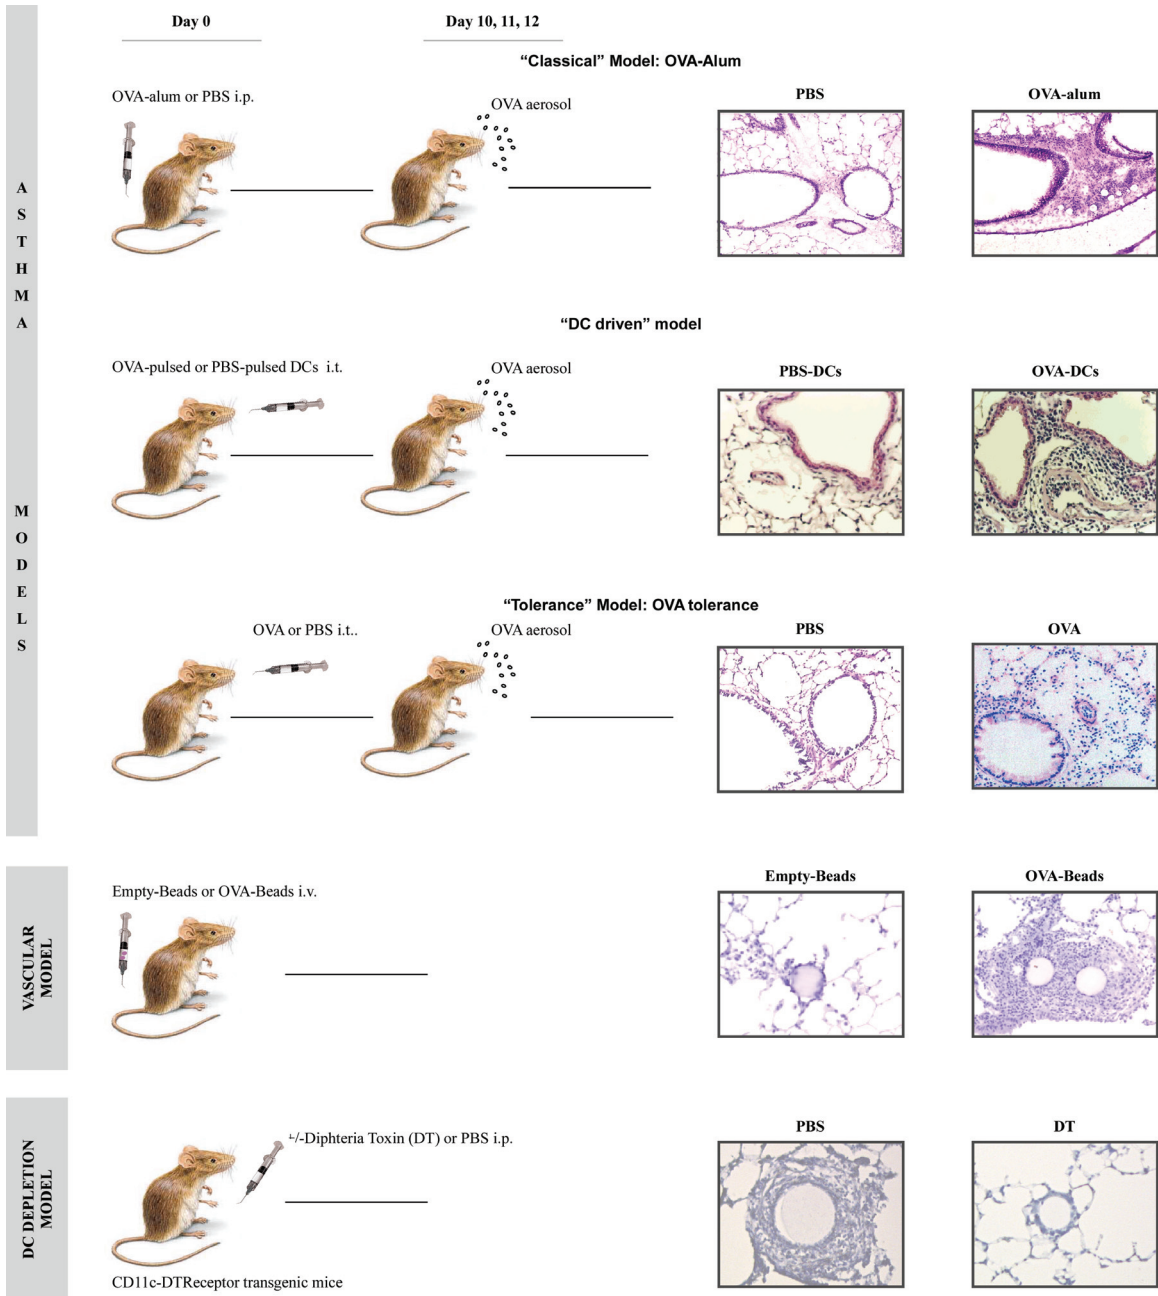 Day 0
Day 10, 11, 12
ASTHMA MODELS
“Classical” Model: OVA-Alum
OVA-alum or PBS i.p.
OVA aerosol
PBS
OVA-alum
“DC driven” model
OVA-pulsed or PBS-pulsed DCs i.t.
OVA aerosol
PBS-DCs
OVA-DCs
“Tolerance” Model: OVA tolerance
OVA or PBS i.t..
OVA aerosol
PBS
OVA
VASCULAR
MODEL
Empty-Beads or OVA-Beads i.v.
Empty-Beads
OVA-Beads
DC DEPLETION
MODEL
+/-Diphteria Toxin (DT) or PBS i.p.
PBS
DT
CD11c-DTReceptor transgenic mice